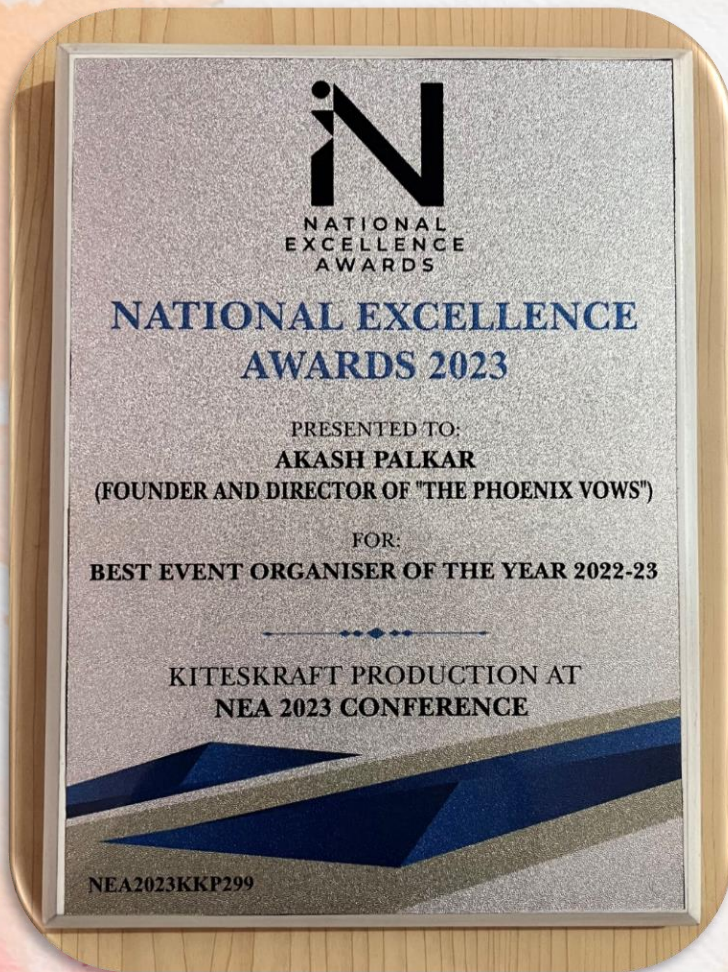 NATIONAL
EXCELLENCE
AWARDS
NATIONAL EXCELLENCE
AWARDS 2023
PRESENTED TO:
AKASH PALKAR
(FOUNDER AND DIRECTOR OF "THE PHOENIX VOWS")
FOR:
BEST EVENT ORGANISER OF THE YEAR 2022-23
KITESKRAFT PRODUCTION AT
NEA 2023 CONFERENCE
NEA2023KKP299